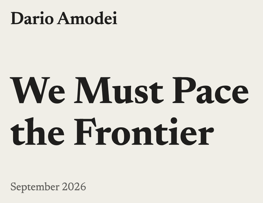 Dario Amodei
We Must Pace
the Frontier
September 2026